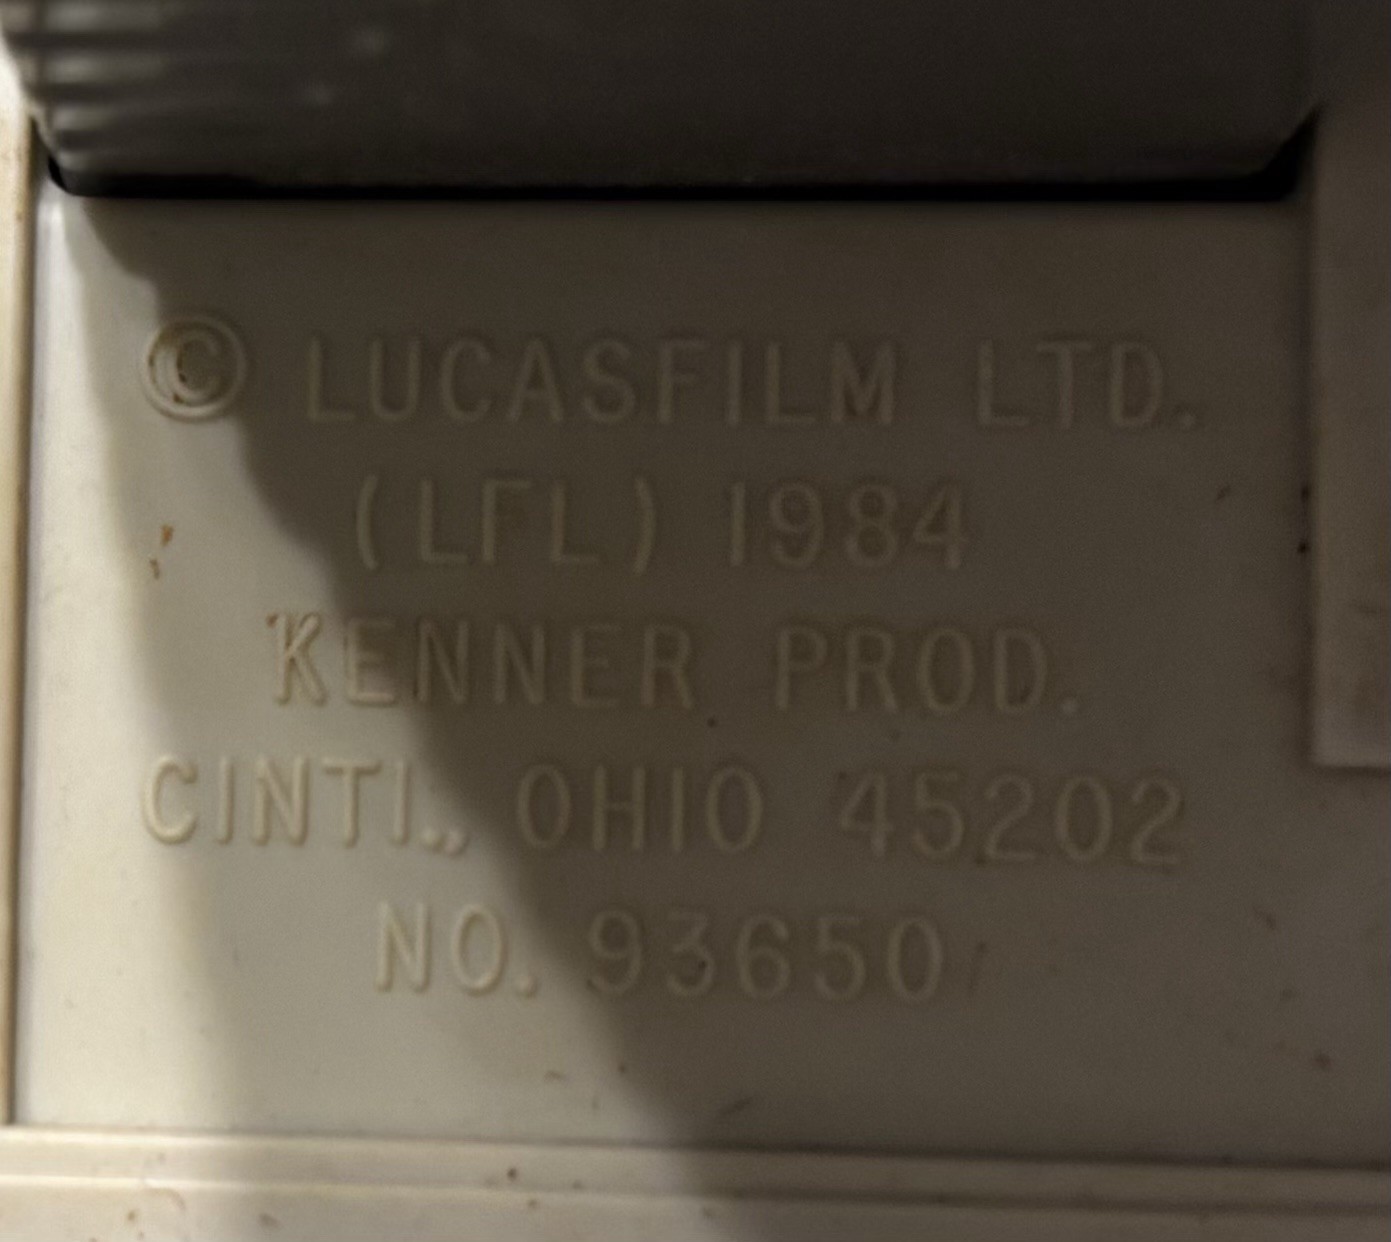 © LUCASFILM LTD.
(LFL) 1984
KENNER PROD.
CINTI., OHIO 45202
NO. 93650